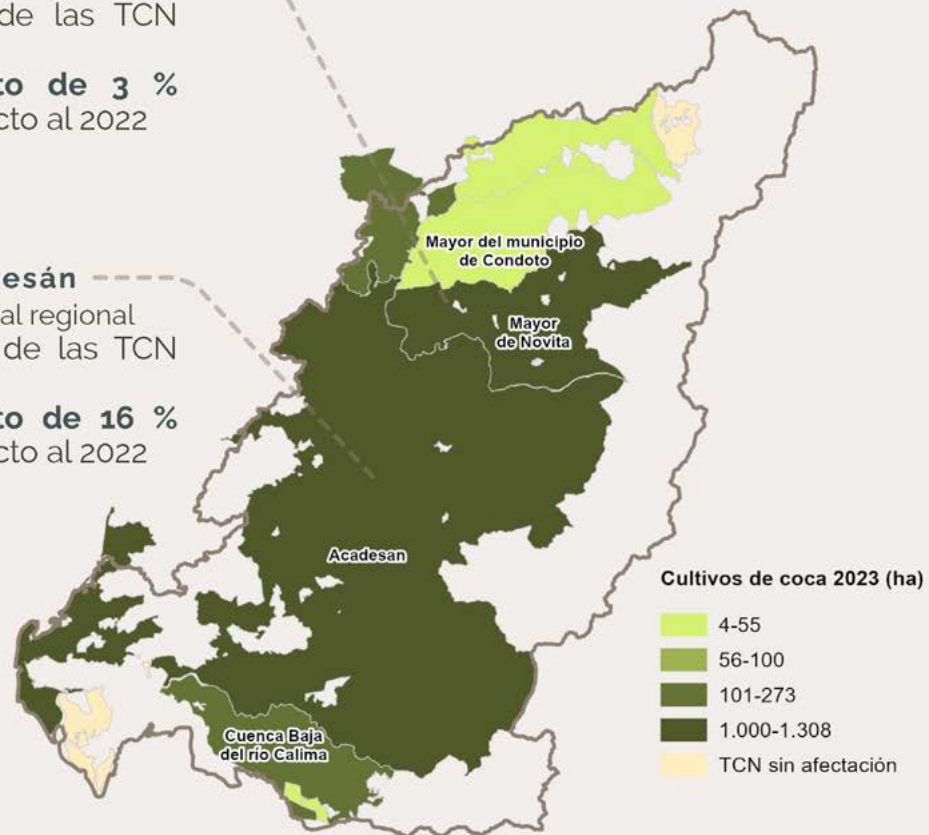 de las TCN
to de 3 %
cto al 2022
esán
al regional
de las TCN
to de 16 %
cto al 2022
Mayor del municipio
de Condoto
Mayor
de Novita
Acadesan
Cuenca Baja
del río Calima
Cultivos de coca 2023 (ha)
4-55
56-100
101-273
1.000-1.308
TCN sin afectación